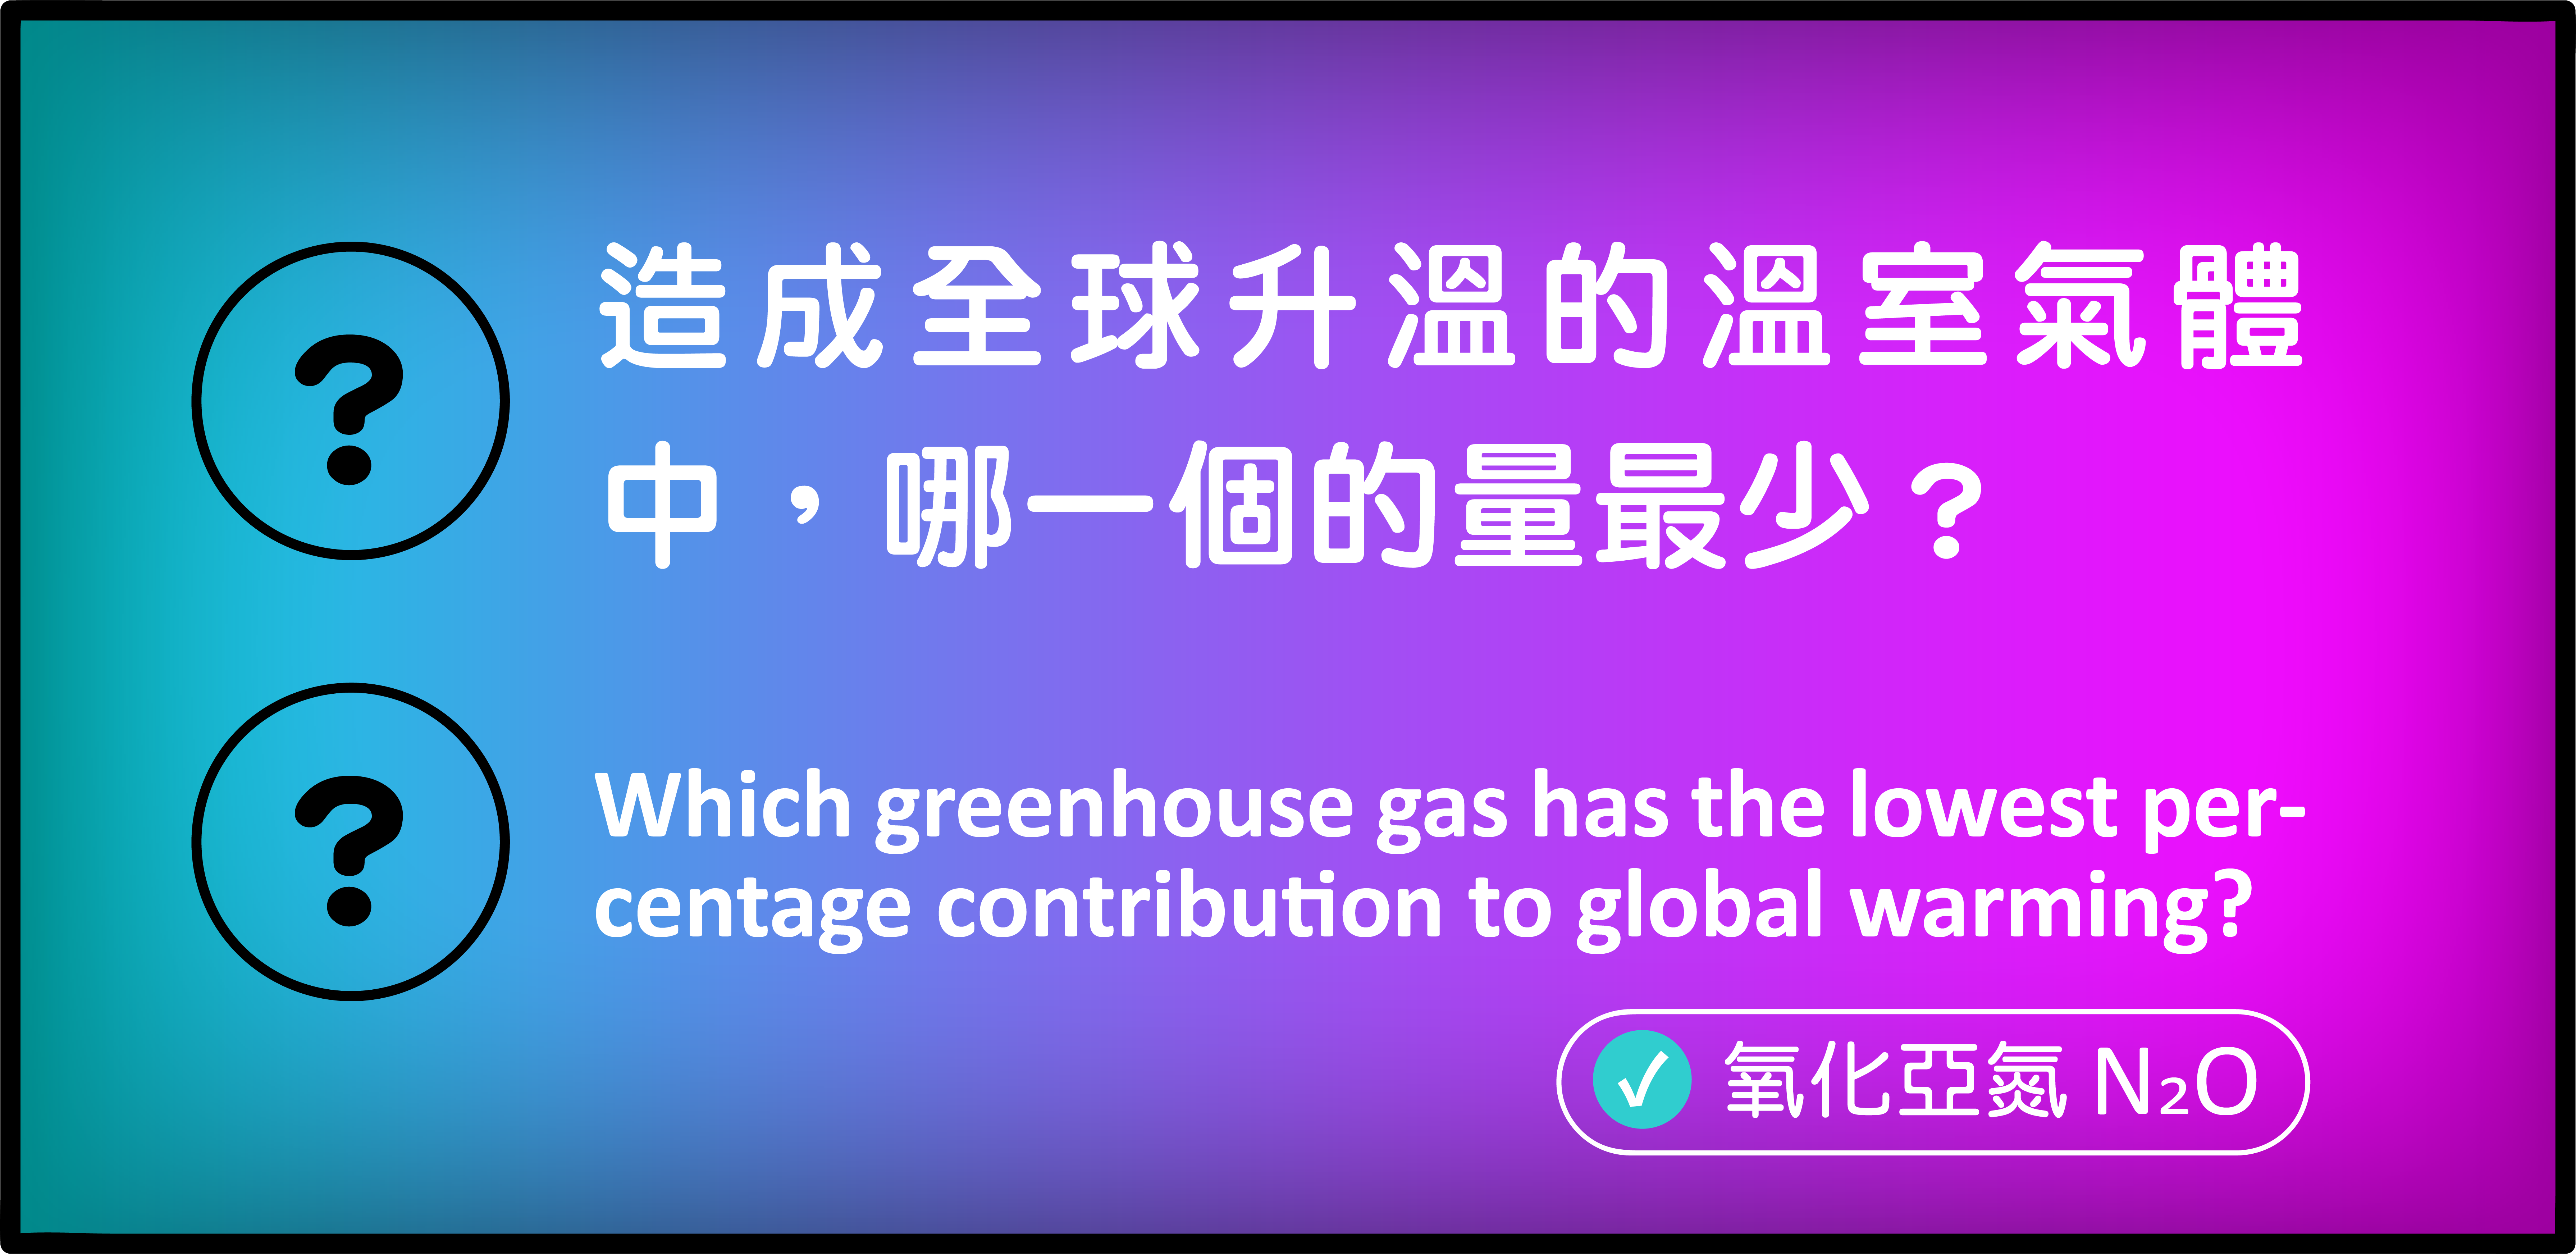 造成全球升溫的溫室氣體
中，哪一個的量最少？
Which greenhouse gas has the lowest per-
centage contribution to global warming?
氧化亞氮 N₂O